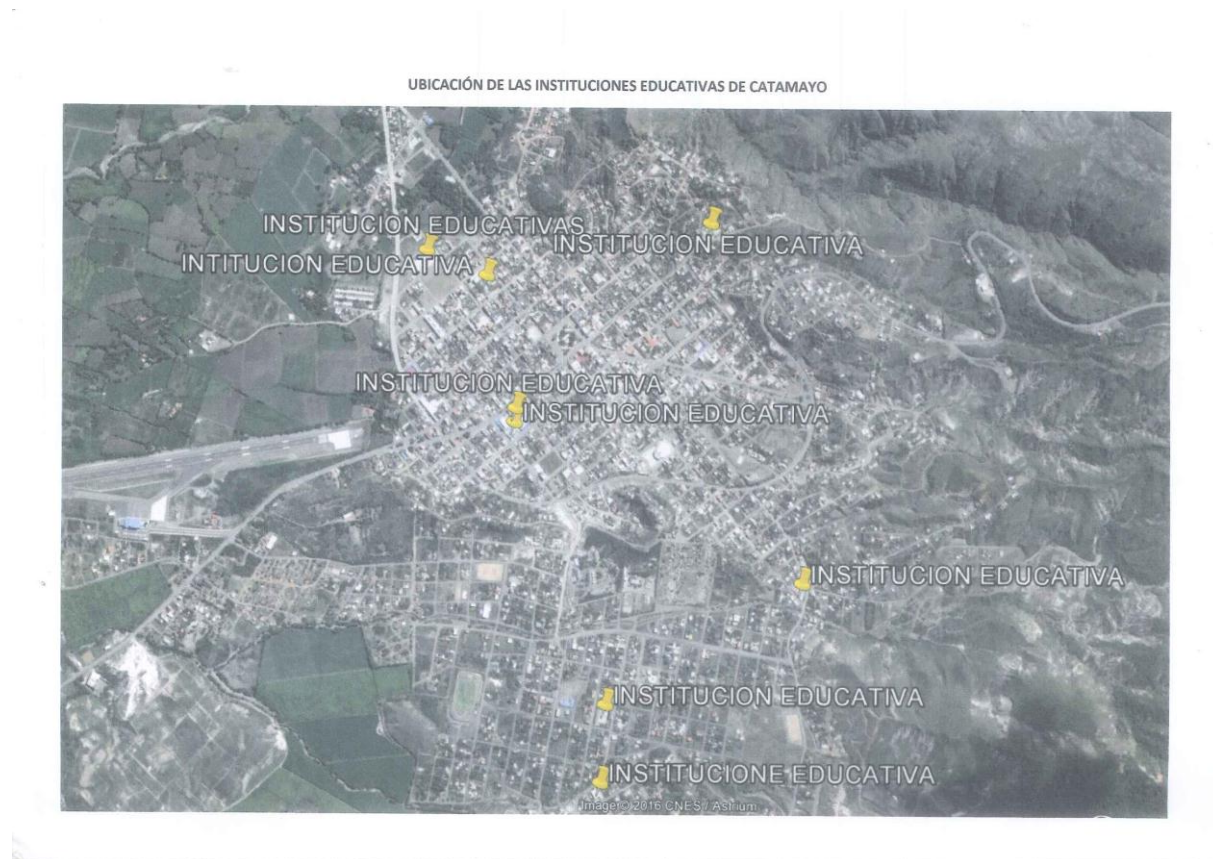 UBICACIÓN DE LAS INSTITUCIONES EDUCATIVAS DE CATAMAYO
INSTITUCION EDUCATIVAS
INSTITUCION EDUCATIVA
INTITUCION EDUCATIVA
INSTITUCION EDUCATIVA
INSTITUCION EDUCATIVA
INSTITUCION EDUCATIVA
INSTITUCION EDUCATIVA
INSTITUCIONE EDUCATIVA
Image © 2016 CNES / Astrium